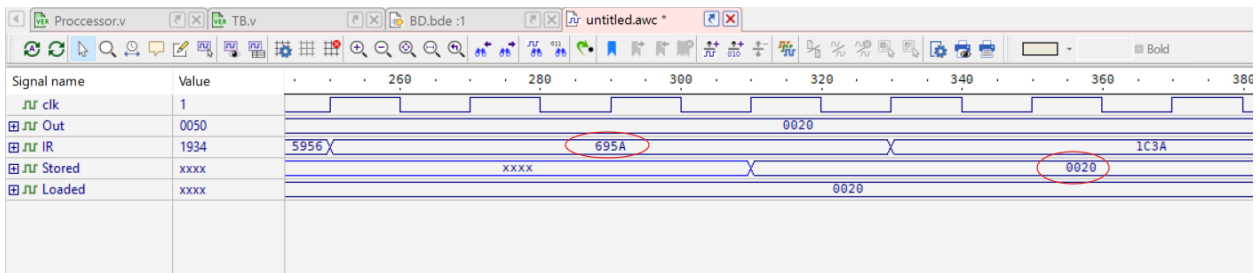 Proccessor.v TB.v BD.bde :1 untitled.awc *
Bold
Signal name Value 260 280 300 320 340 360 380
clk 1
Out 0050 0020
IR 1934 5956 695A 1C3A
Stored xxxx xxxx 0020
Loaded xxxx 0020